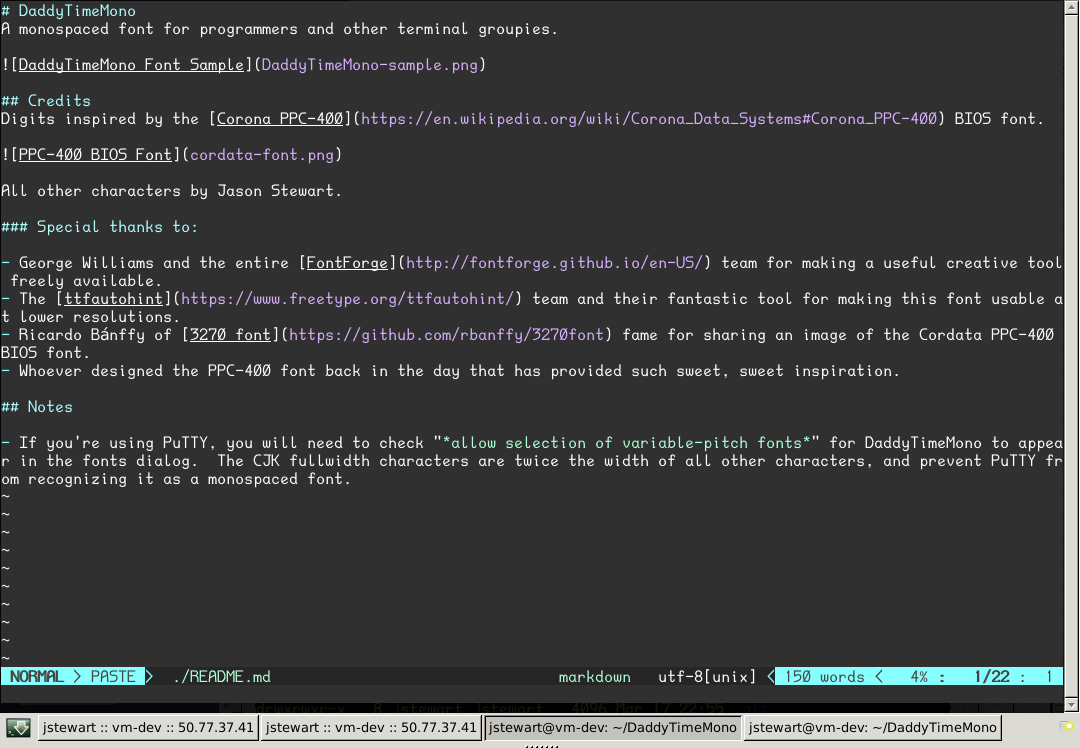 # DaddyTimeMono
A monospaced font for programmers and other terminal groupies.
![DaddyTimeMono Font Sample](DaddyTimeMono-sample.png)
## Credits
Digits inspired by the [Corona PPC-400](https://en.wikipedia.org/wiki/Corona_Data_Systems#Corona_PPC-400) BIOS font.
![PPC-400 BIOS Font](cordata-font.png)
All other characters by Jason Stewart.
### Special thanks to:
- George Williams and the entire [FontForge](http://fontforge.github.io/en-US/) team for making a useful creative tool
freely available.
- The [ttfautohint](https://www.freetype.org/ttfautohint/) team and their fantastic tool for making this font usable a
t lower resolutions.
- Ricardo Bánffy of [3270 font](https://github.com/rbanffy/3270font) fame for sharing an image of the Cordata PPC-400
BIOS font.
- Whoever designed the PPC-400 font back in the day that has provided such sweet, sweet inspiration.
## Notes
- If you're using PuTTY, you will need to check "*allow selection of variable-pitch fonts*" for DaddyTimeMono to appea
r in the fonts dialog.  The CJK fullwidth characters are twice the width of all other characters, and prevent PuTTY fr
om recognizing it as a monospaced font.
~
~
~
~
~
~
~
~
~
~
NORMAL > PASTE > ./README.md markdown utf-8[unix] < 150 words < 4% : 1/22 : 1
drwxrwxr-x 8 jstewart jstewart 4096 Mar 17 22:55
jstewart :: vm-dev :: 50.77.37.41 jstewart :: vm-dev :: 50.77.37.41 jstewart@vm-dev: ~/DaddyTimeMono jstewart@vm-dev: ~/DaddyTimeMono